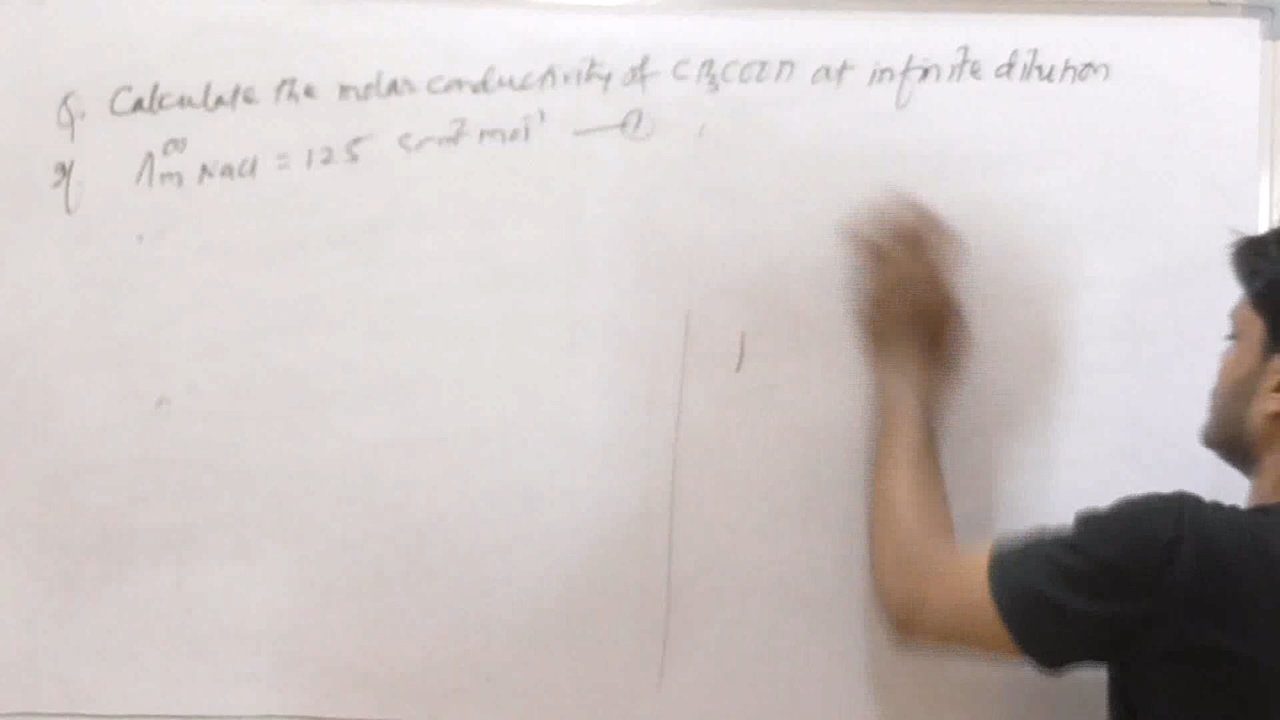 Q. Calculate the molar conductivity of CH3COOH at infinite dilution
if Λm∞ NaCl = 125 Scm² mol⁻¹ —①